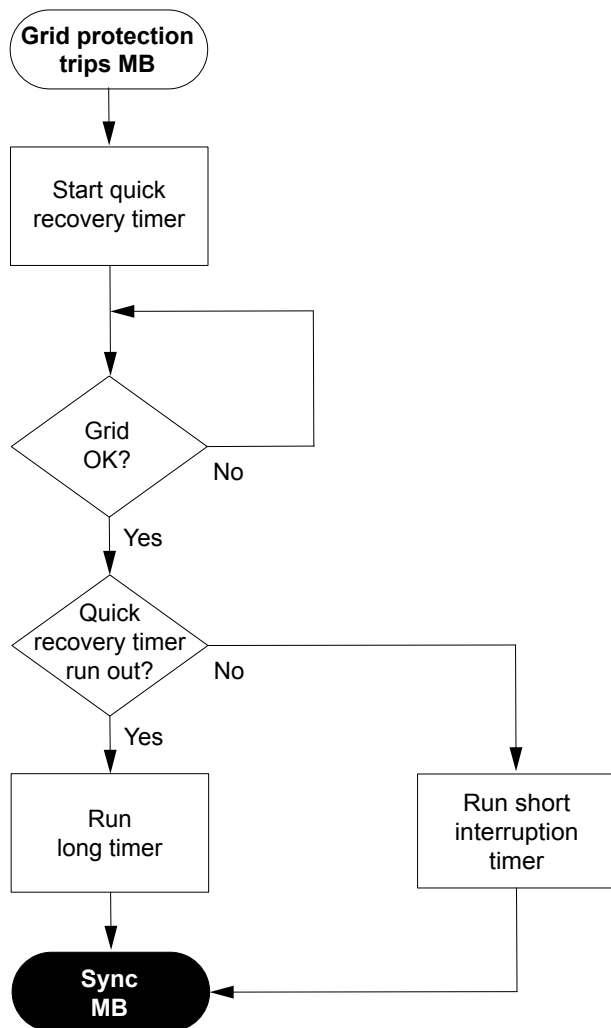 Grid protection
trips MB
Start quick
recovery timer
Grid
OK?
No
Yes
Quick
recovery timer
run out?
No
Yes
Run
long timer
Run short
interruption
timer
Sync
MB